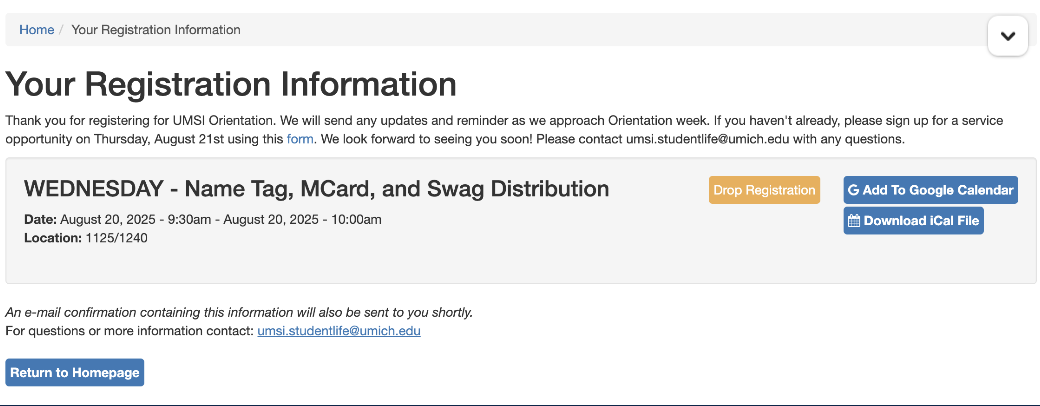 Home / Your Registration Information
Your Registration Information
Thank you for registering for UMSI Orientation. We will send any updates and reminder as we approach Orientation week. If you haven't already, please sign up for a service
opportunity on Thursday, August 21st using this form. We look forward to seeing you soon! Please contact umsi.studentlife@umich.edu with any questions.
WEDNESDAY - Name Tag, MCard, and Swag Distribution
Drop Registration
G Add To Google Calendar
Date: August 20, 2025 - 9:30am - August 20, 2025 - 10:00am
Download iCal File
Location: 1125/1240
An e-mail confirmation containing this information will also be sent to you shortly.
For questions or more information contact: umsi.studentlife@umich.edu
Return to Homepage